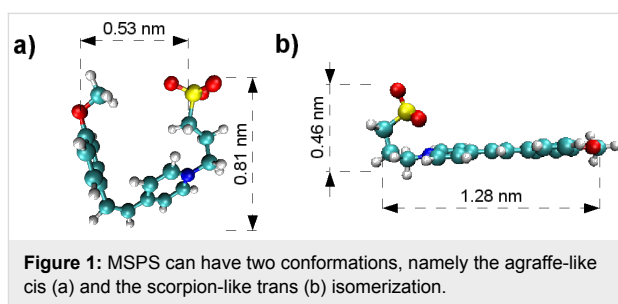 a)
0.53 nm
0.81 nm
b)
0.46 nm
1.28 nm
Figure 1: MSPS can have two conformations, namely the agraffe-like
cis (a) and the scorpion-like trans (b) isomerization.